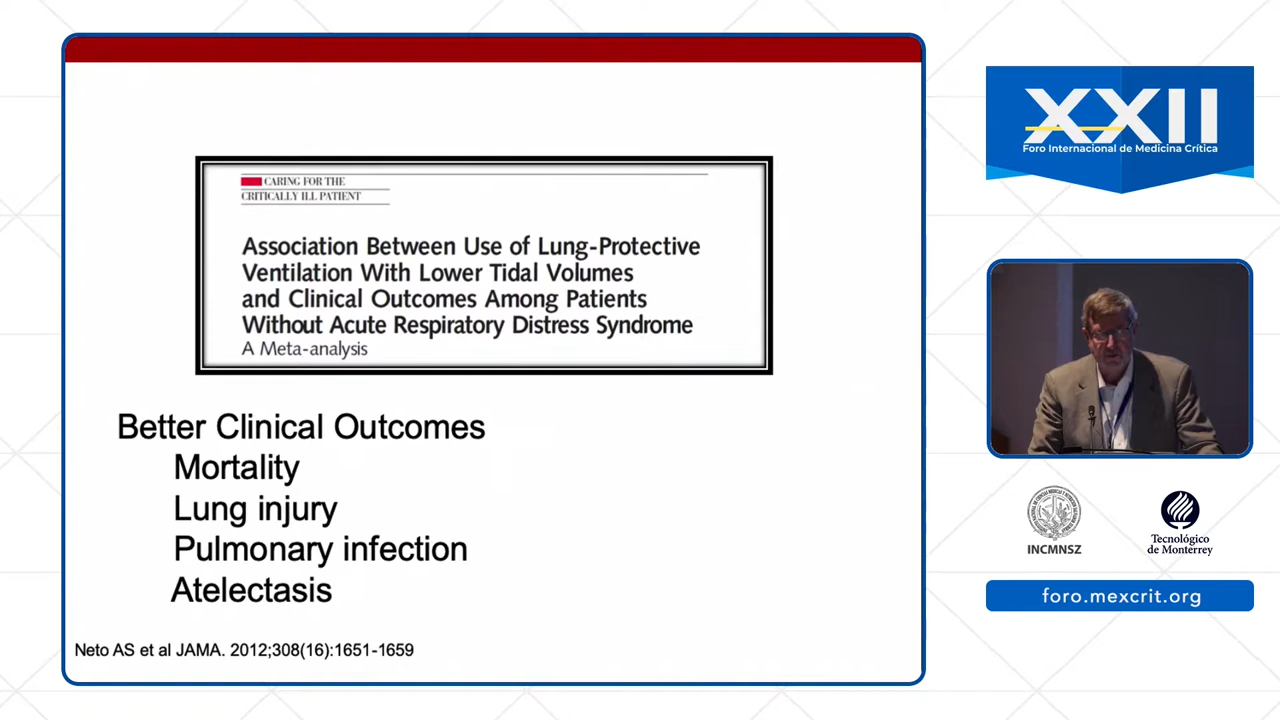 CARING FOR THE
CRITICALLY ILL PATIENT
Association Between Use of Lung-Protective
Ventilation With Lower Tidal Volumes
and Clinical Outcomes Among Patients
Without Acute Respiratory Distress Syndrome
A Meta-analysis
Better Clinical Outcomes
Mortality
Lung injury
Pulmonary infection
Atelectasis
Neto AS et al JAMA. 2012;308(16):1651-1659
XXII
Foro Internacional de Medicina Crítica
INCMNSZ
Tecnológico
de Monterrey
foro.mexcrit.org